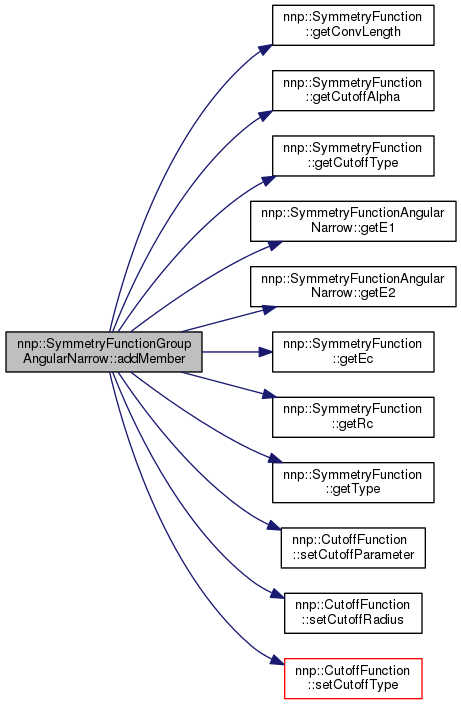 nnp::SymmetryFunction
::getConvLength
nnp::SymmetryFunction
::getCutoffAlpha
nnp::SymmetryFunction
::getCutoffType
nnp::SymmetryFunctionAngular
Narrow::getE1
nnp::SymmetryFunctionAngular
Narrow::getE2
nnp::SymmetryFunctionGroup
AngularNarrow::addMember
nnp::SymmetryFunction
::getEc
nnp::SymmetryFunction
::getRc
nnp::SymmetryFunction
::getType
nnp::CutoffFunction
::setCutoffParameter
nnp::CutoffFunction
::setCutoffRadius
nnp::CutoffFunction
::setCutoffType